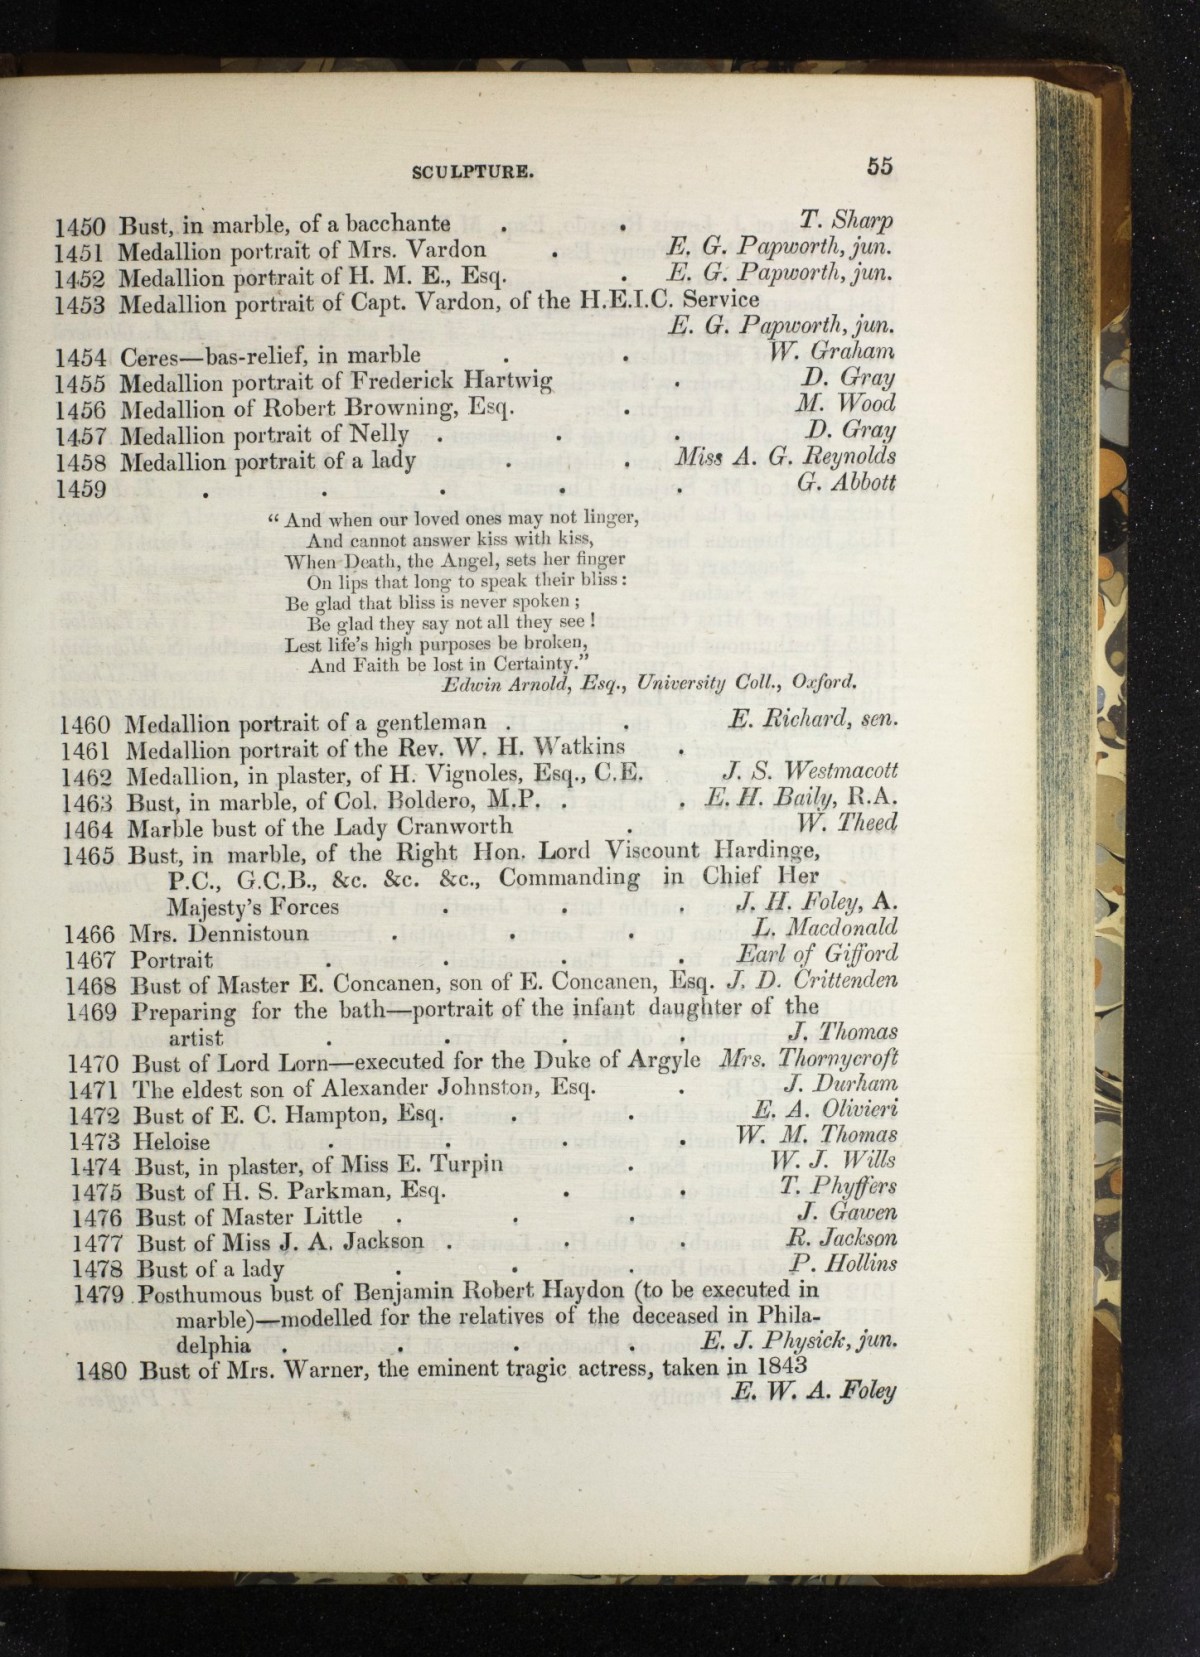 SCULPTURE. 55
1450 Bust, in marble, of a bacchante . . T. Sharp
1451 Medallion portrait of Mrs. Vardon . E. G. Papworth, jun.
1452 Medallion portrait of H. M. E., Esq. . E. G. Papworth, jun.
1453 Medallion portrait of Capt. Vardon, of the H.E.I.C. Service
E. G. Papworth, jun.
1454 Ceres—bas-relief, in marble . . W. Graham
1455 Medallion portrait of Frederick Hartwig . D. Gray
1456 Medallion of Robert Browning, Esq. . M. Wood
1457 Medallion portrait of Nelly . . . D. Gray
1458 Medallion portrait of a lady . . Miss A. G. Reynolds
1459 . . . . . G. Abbott
“And when our loved ones may not linger,
And cannot answer kiss with kiss,
When Death, the Angel, sets her finger
On lips that long to speak their bliss:
Be glad that bliss is never spoken;
Be glad they say not all they see!
Lest life's high purposes be broken,
And Faith be lost in Certainty.”
Edwin Arnold, Esq., University Coll., Oxford.
1460 Medallion portrait of a gentleman . . E. Richard, sen.
1461 Medallion portrait of the Rev. W. H. Watkins .
1462 Medallion, in plaster, of H. Vignoles, Esq., C.E. J. S. Westmacott
1463 Bust, in marble, of Col. Boldero, M.P. . . E. H. Baily, R.A.
1464 Marble bust of the Lady Cranworth . W. Theed
1465 Bust, in marble, of the Right Hon. Lord Viscount Hardinge,
P.C., G.C.B., &c. &c. &c., Commanding in Chief Her
Majesty's Forces . . . J. H. Foley, A.
1466 Mrs. Dennistoun . . . L. Macdonald
1467 Portrait . . . . Earl of Gifford
1468 Bust of Master E. Concanen, son of E. Concanen, Esq. J. D. Crittenden
1469 Preparing for the bath—portrait of the infant daughter of the
artist . . . . J. Thomas
1470 Bust of Lord Lorn—executed for the Duke of Argyle Mrs. Thornycroft
1471 The eldest son of Alexander Johnston, Esq. . J. Durham
1472 Bust of E. C. Hampton, Esq. . . E. A. Olivieri
1473 Heloise . . . . W. M. Thomas
1474 Bust, in plaster, of Miss E. Turpin . W. J. Wills
1475 Bust of H. S. Parkman, Esq. . . T. Phyffers
1476 Bust of Master Little . . . J. Gawen
1477 Bust of Miss J. A. Jackson . . . R. Jackson
1478 Bust of a lady . . . P. Hollins
1479 Posthumous bust of Benjamin Robert Haydon (to be executed in
marble)—modelled for the relatives of the deceased in Phila-
delphia . . . . E. J. Physick, jun.
1480 Bust of Mrs. Warner, the eminent tragic actress, taken in 1843
E. W. A. Foley